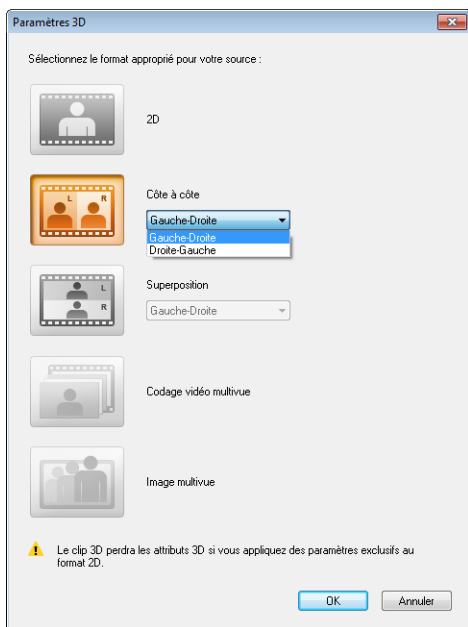 Paramètres 3D
Sélectionnez le format approprié pour votre source :
2D
Côte à côte
L R
Gauche-Droite
Gauche-Droite
Droite-Gauche
Superposition
L
R
Gauche-Droite
Codage vidéo multivue
Image multivue
Le clip 3D perdra les attributs 3D si vous appliquez des paramètres exclusifs au
format 2D.
OK Annuler